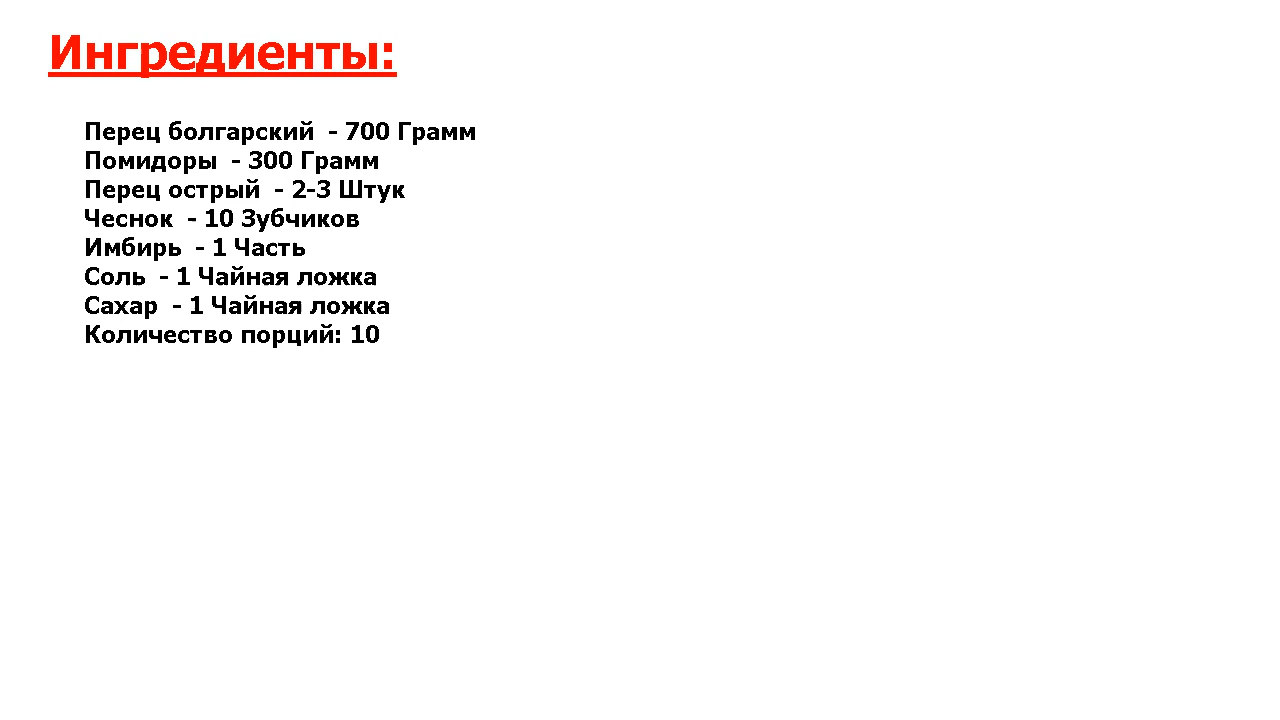 Ингредиенты:
Перец болгарский  - 700 Грамм
Помидоры  - 300 Грамм
Перец острый  - 2-3 Штук
Чеснок  - 10 Зубчиков
Имбирь  - 1 Часть
Соль  - 1 Чайная ложка
Сахар  - 1 Чайная ложка
Количество порций: 10